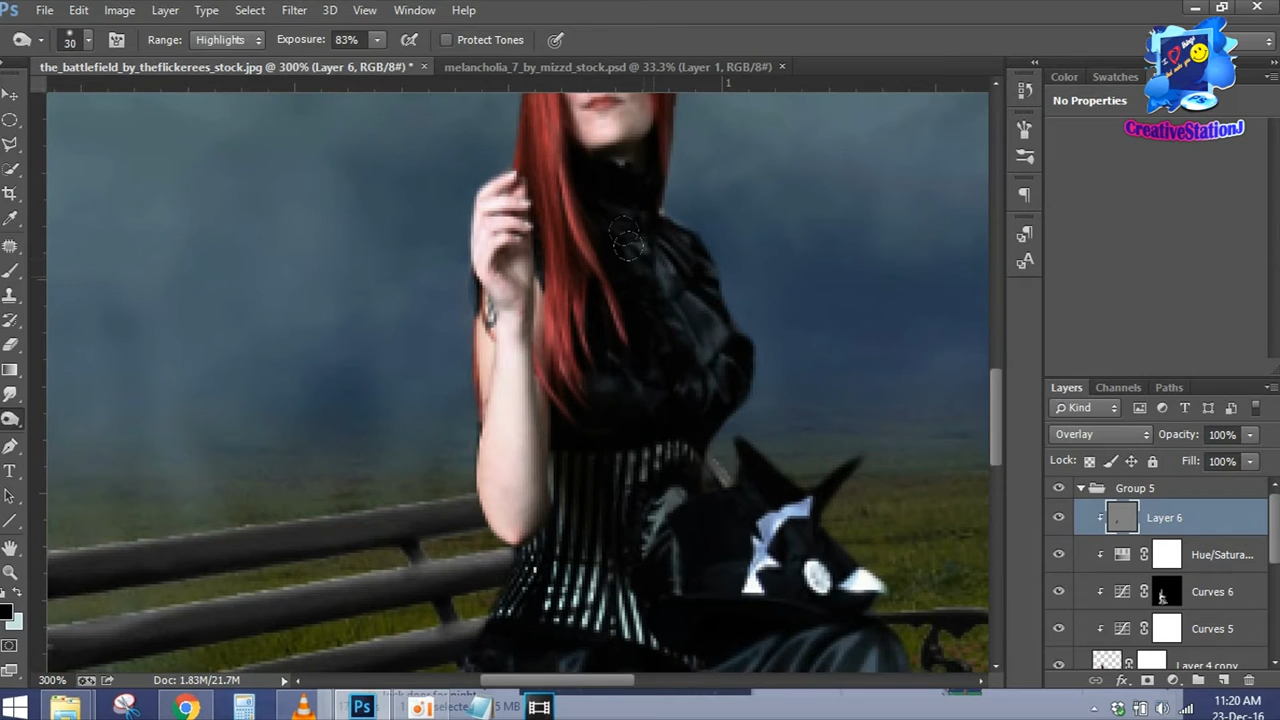 Ps File Edit Image Layer Type Select Filter 3D View Window Help
30 Range: Highlights Exposure: 83% Protect Tones
the_battlefield_by_theflickerees_stock.jpg @ 300% (Layer 6, RGB/8#) * × _by_mizzd_stock.psd @ 33.3% (Layer 1, RGB/8#) ×
1
Color Swatches
No Properties
CreativeStationJ
Layers Channels Paths
Kind
Overlay Opacity: 100%
Lock: Fill: 100%
Group 5
Layer 6
Hue/Satura...
Curves 6
Curves 5
Layer 4 copy
300% Doc: 1.83M/21.7M
Ps
11:20 AM
23-Dec-16